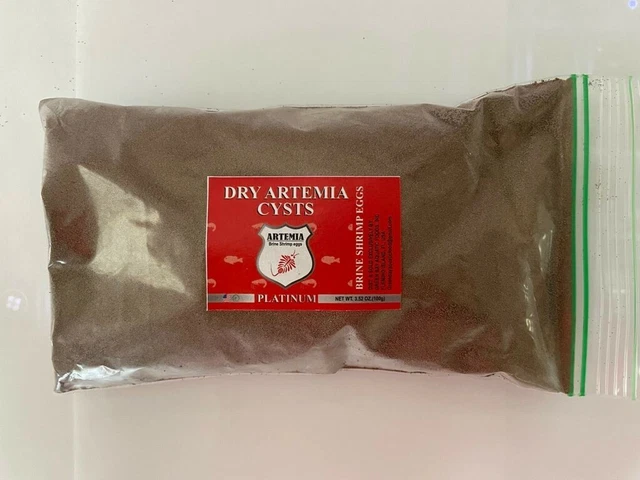 DRY ARTEMIA
CYSTS
ARTEMIA
Brine Shrimp eggs
PLATINUM
NET WT. 3.52 OZ.(100g)
BRINE SHRIMP EGGS